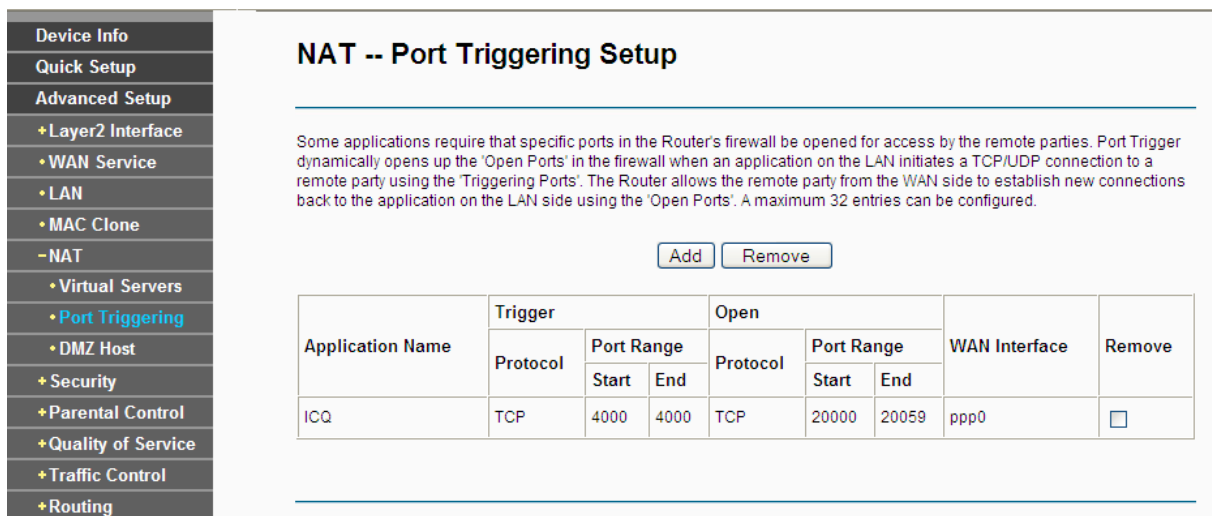 Device Info
Quick Setup
Advanced Setup
+Layer2 Interface
•WAN Service
•LAN
•MAC Clone
-NAT
•Virtual Servers
•Port Triggering
•DMZ Host
+Security
+Parental Control
+Quality of Service
+Traffic Control
+Routing
NAT -- Port Triggering Setup
Some applications require that specific ports in the Router's firewall be opened for access by the remote parties. Port Trigger
dynamically opens up the 'Open Ports' in the firewall when an application on the LAN initiates a TCP/UDP connection to a
remote party using the 'Triggering Ports'. The Router allows the remote party from the WAN side to establish new connections
back to the application on the LAN side using the 'Open Ports'. A maximum 32 entries can be configured.
Add Remove
Application Name Trigger Open WAN Interface Remove
Protocol Port Range Protocol Port Range
Start End Start End
ICQ TCP 4000 4000 TCP 20000 20059 ppp0